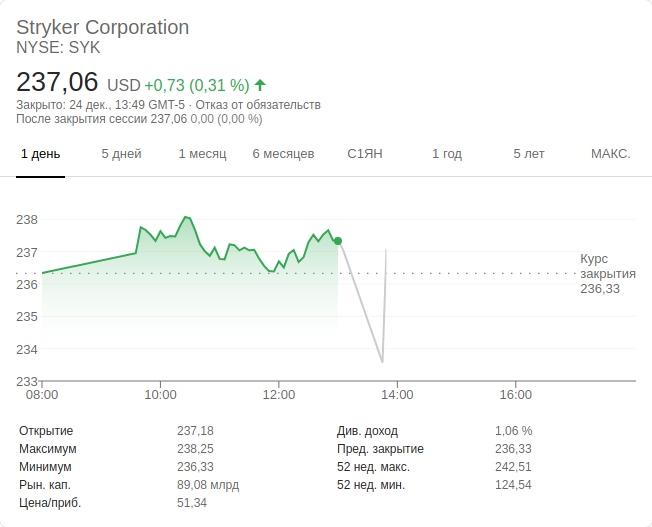 Stryker Corporation
NYSE: SYK
237,06 USD +0,73 (0,31 %)
Закрыто: 24 дек., 13:49 GMT-5 · Отказ от обязательств
После закрытия сессии 237,06 0,00 (0,00 %)
1 день 5 дней 1 месяц 6 месяцев С1ЯН 1 год 5 лет МАКС.
238
237
236
235
234
233
Курс
закрытия
236,33
08:00 10:00 12:00 14:00 16:00
Открытие 237,18 Див. доход 1,06 %
Максимум 238,25 Пред. закрытие 236,33
Минимум 236,33 52 нед. макс. 242,51
Рын. кап. 89,08 млрд 52 нед. мин. 124,54
Цена/приб. 51,34